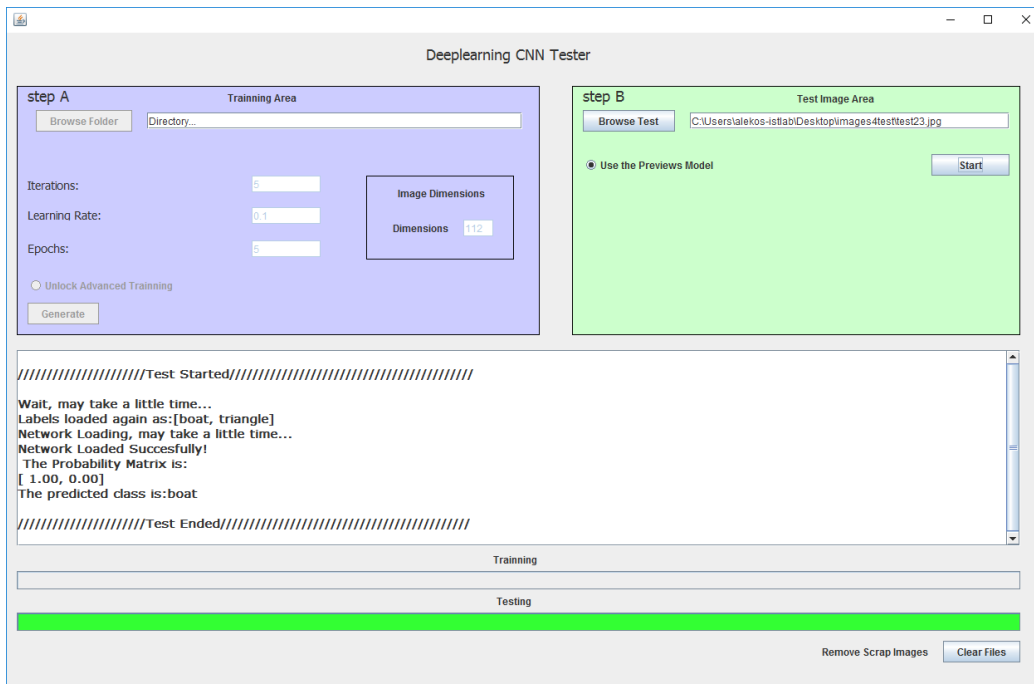 Deeplearning CNN Tester
step A
Trainning Area
Browse Folder
Directory...
Iterations:
5
Learning Rate:
0.1
Epochs:
5
Image Dimensions
Dimensions
112
Unlock Advanced Trainning
Generate
step B
Test Image Area
Browse Test
C:\Users\alekos-istlab\Desktop\images4test\test23.jpg
Use the Previews Model
Start
//////////////////////Test Started//////////////////////////////////////////
Wait, may take a little time...
Labels loaded again as:[boat, triangle]
Network Loading, may take a little time...
Network Loaded Succesfully!
The Probability Matrix is:
[ 1.00, 0.00]
The predicted class is:boat
//////////////////////Test Ended///////////////////////////////////////////
Trainning
Testing
Remove Scrap Images
Clear Files